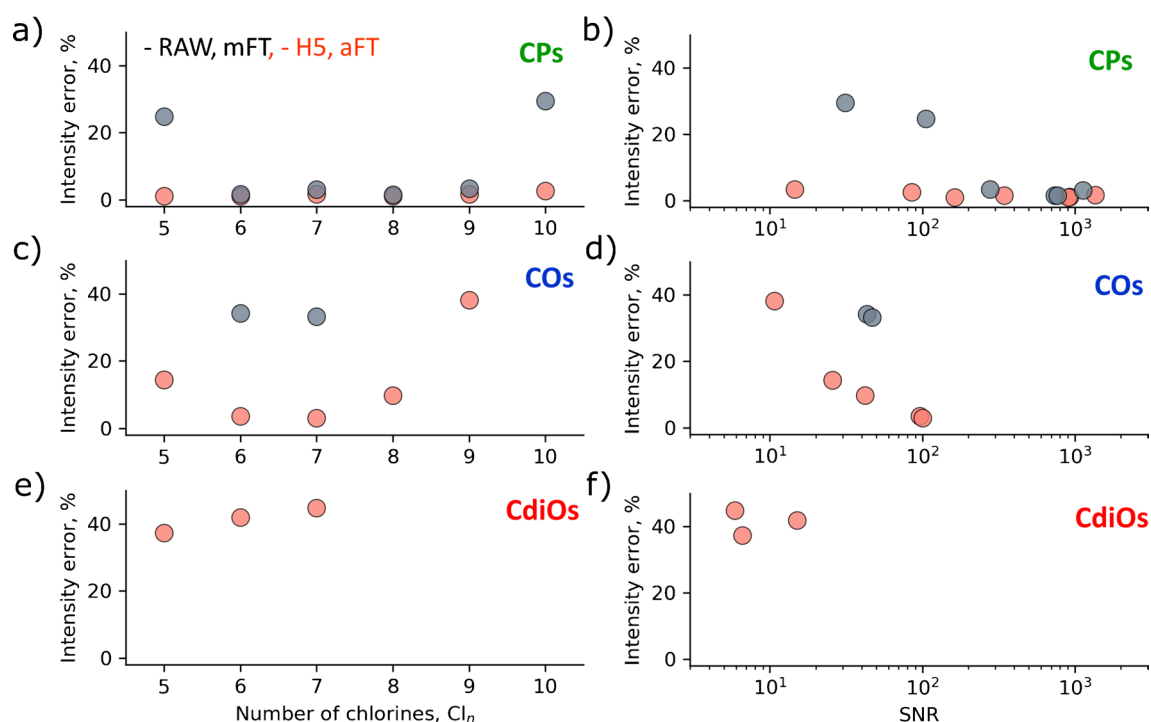 a)
- RAW, mFT, - H5, aFT
CPs
Intensity error, %
40
20
0
5 6 7 8 9 10
b)
CPs
Intensity error, %
40
20
0
10¹ 10² 10³
c)
COs
Intensity error, %
40
20
0
5 6 7 8 9 10
d)
COs
Intensity error, %
40
20
0
10¹ 10² 10³
e)
CdiOs
Intensity error, %
40
20
0
5 6 7 8 9 10
Number of chlorines, Clₙ
f)
CdiOs
Intensity error, %
40
20
0
10¹ 10² 10³
SNR